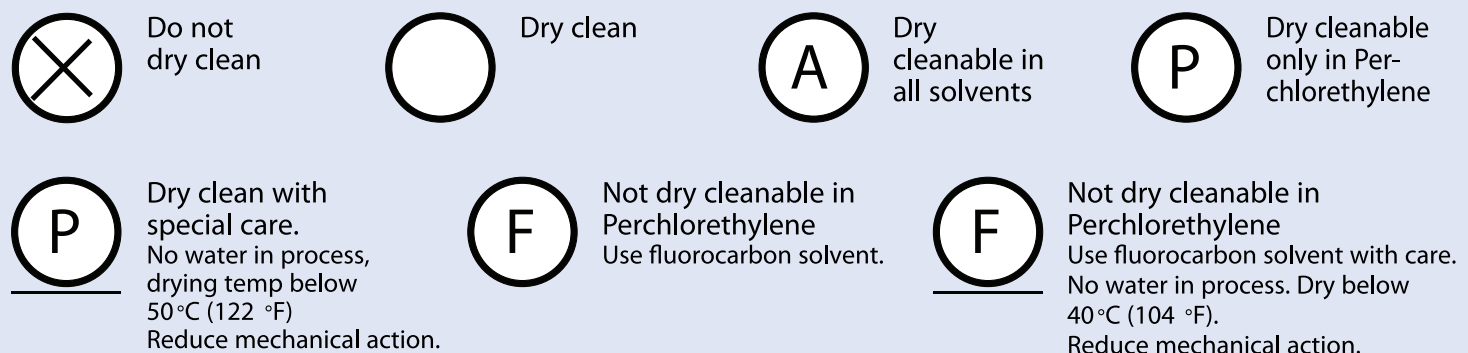 Do not
dry clean
Dry clean
A
Dry
cleanable in
all solvents
P
Dry cleanable
only in Per-
chlorethylene
P
Dry clean with
special care.
No water in process,
drying temp below
50°C (122 °F)
Reduce mechanical action.
F
Not dry cleanable in
Perchlorethylene
Use fluorocarbon solvent.
F
Not dry cleanable in
Perchlorethylene
Use fluorocarbon solvent with care.
No water in process. Dry below
40°C (104 °F).
Reduce mechanical action.